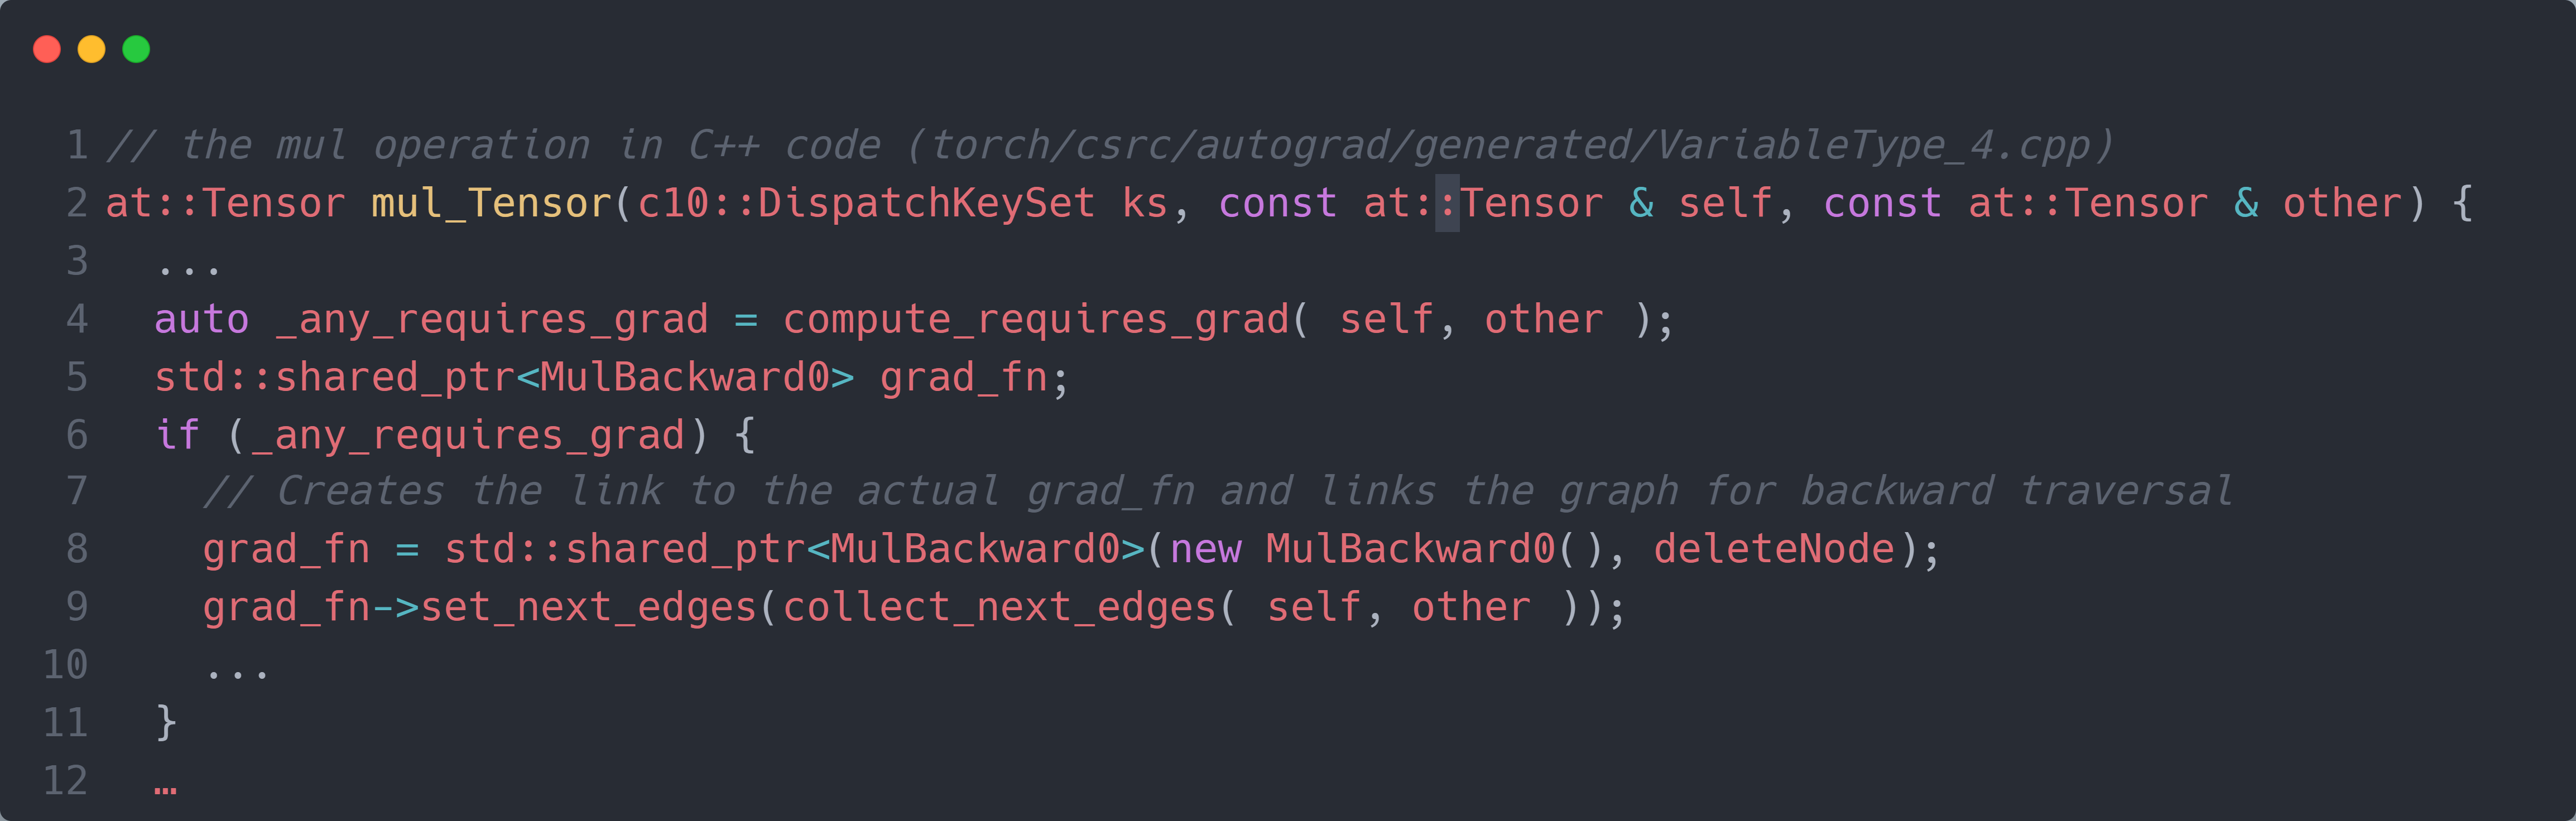 1 // the mul operation in C++ code (torch/csrc/autograd/generated/VariableType_4.cpp)
2 at::Tensor mul_Tensor(c10::DispatchKeySet ks, const at::Tensor & self, const at::Tensor & other) {
3   ...
4   auto _any_requires_grad = compute_requires_grad( self, other );
5   std::shared_ptr<MulBackward0> grad_fn;
6   if (_any_requires_grad) {
7     // Creates the link to the actual grad_fn and links the graph for backward traversal
8     grad_fn = std::shared_ptr<MulBackward0>(new MulBackward0(), deleteNode);
9     grad_fn->set_next_edges(collect_next_edges( self, other ));
10     ...
11   }
12   …